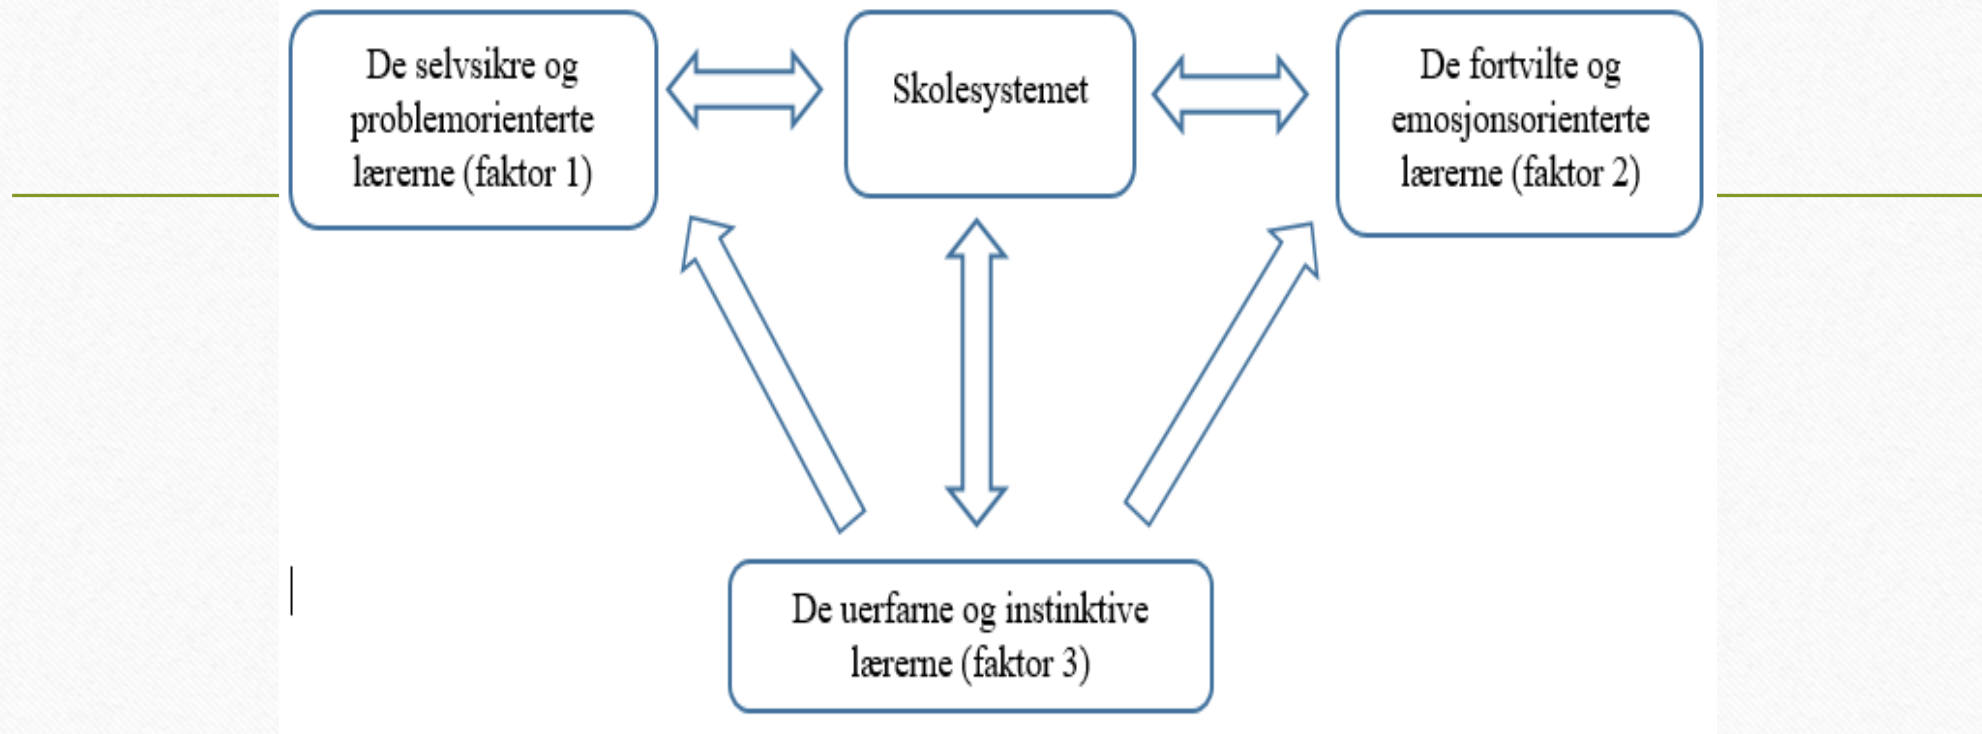 De selvsikre og
problemorienterte
lærerne (faktor 1)
Skolesystemet
De fortvilte og
emosjonsorienterte
lærerne (faktor 2)
De uerfarne og instinktive
lærerne (faktor 3)